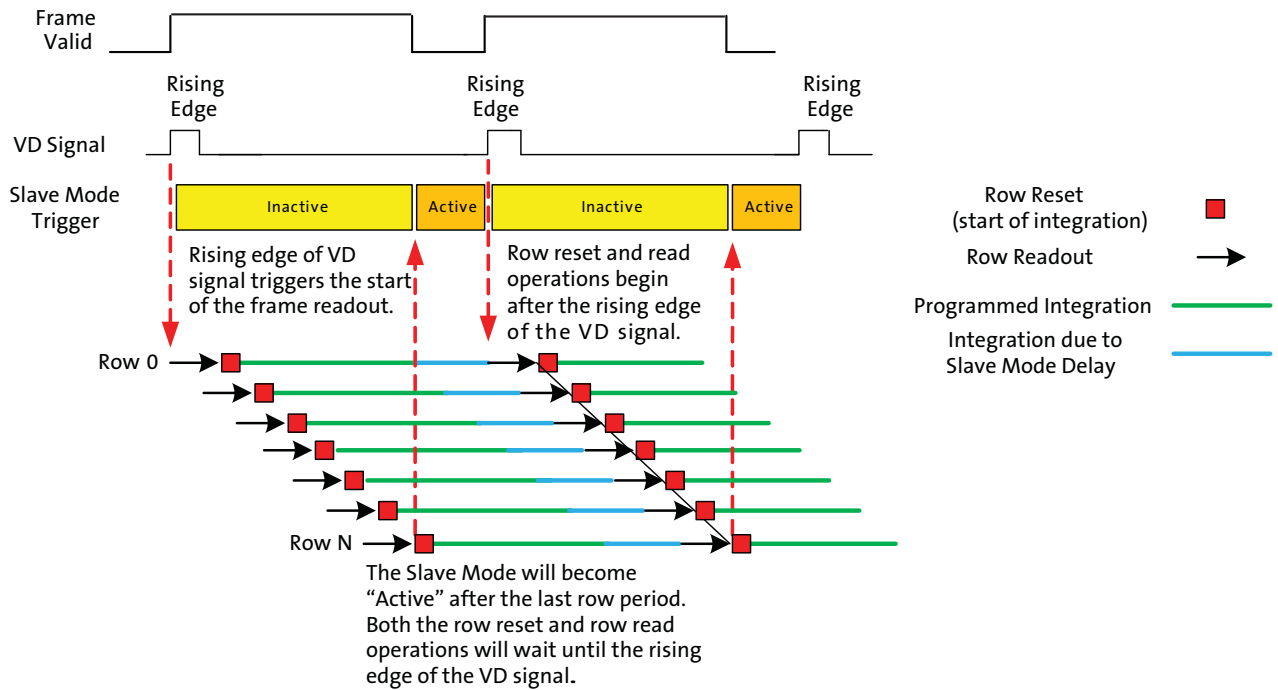 Frame
Valid
Rising
Edge
Rising
Edge
Rising
Edge
VD Signal
Slave Mode
Trigger
Inactive
Active
Inactive
Active
Rising edge of VD
signal triggers the start
of the frame readout.
Row reset and read
operations begin
after the rising edge
of the VD signal.
Row Reset
(start of integration)
Row Readout
Programmed Integration
Integration due to
Slave Mode Delay
Row 0
Row N
The Slave Mode will become
“Active” after the last row period.
Both the row reset and row read
operations will wait until the rising
edge of the VD signal.